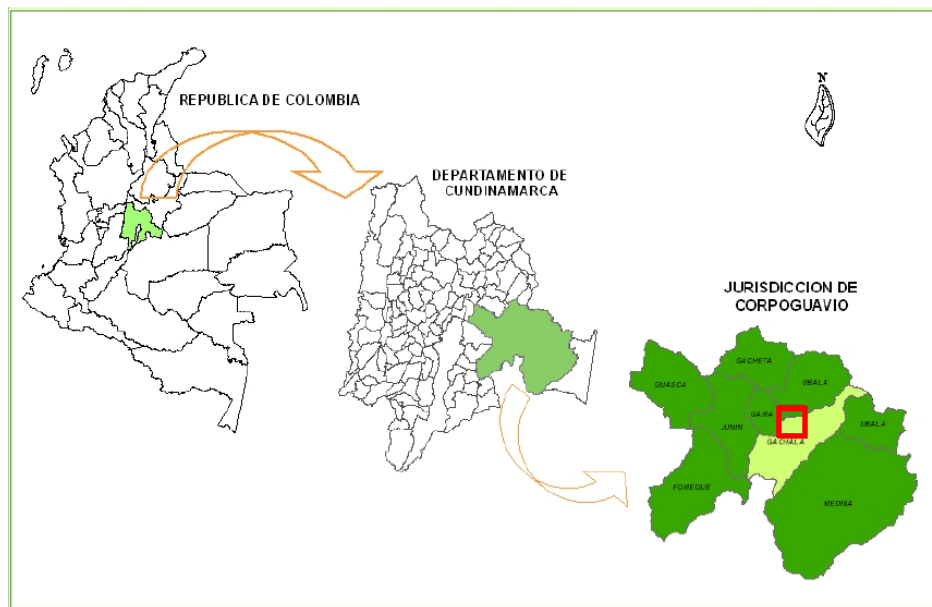 N
REPUBLICA DE COLOMBIA
DEPARTAMENTO DE
CUNDINAMARCA
JURISDICCION DE
CORPOGUAVIO
GACHETA
GUASCA
UBALA
GAMA
JUNIN
UBALA
GACHALA
FOMEQUE
MEDINA